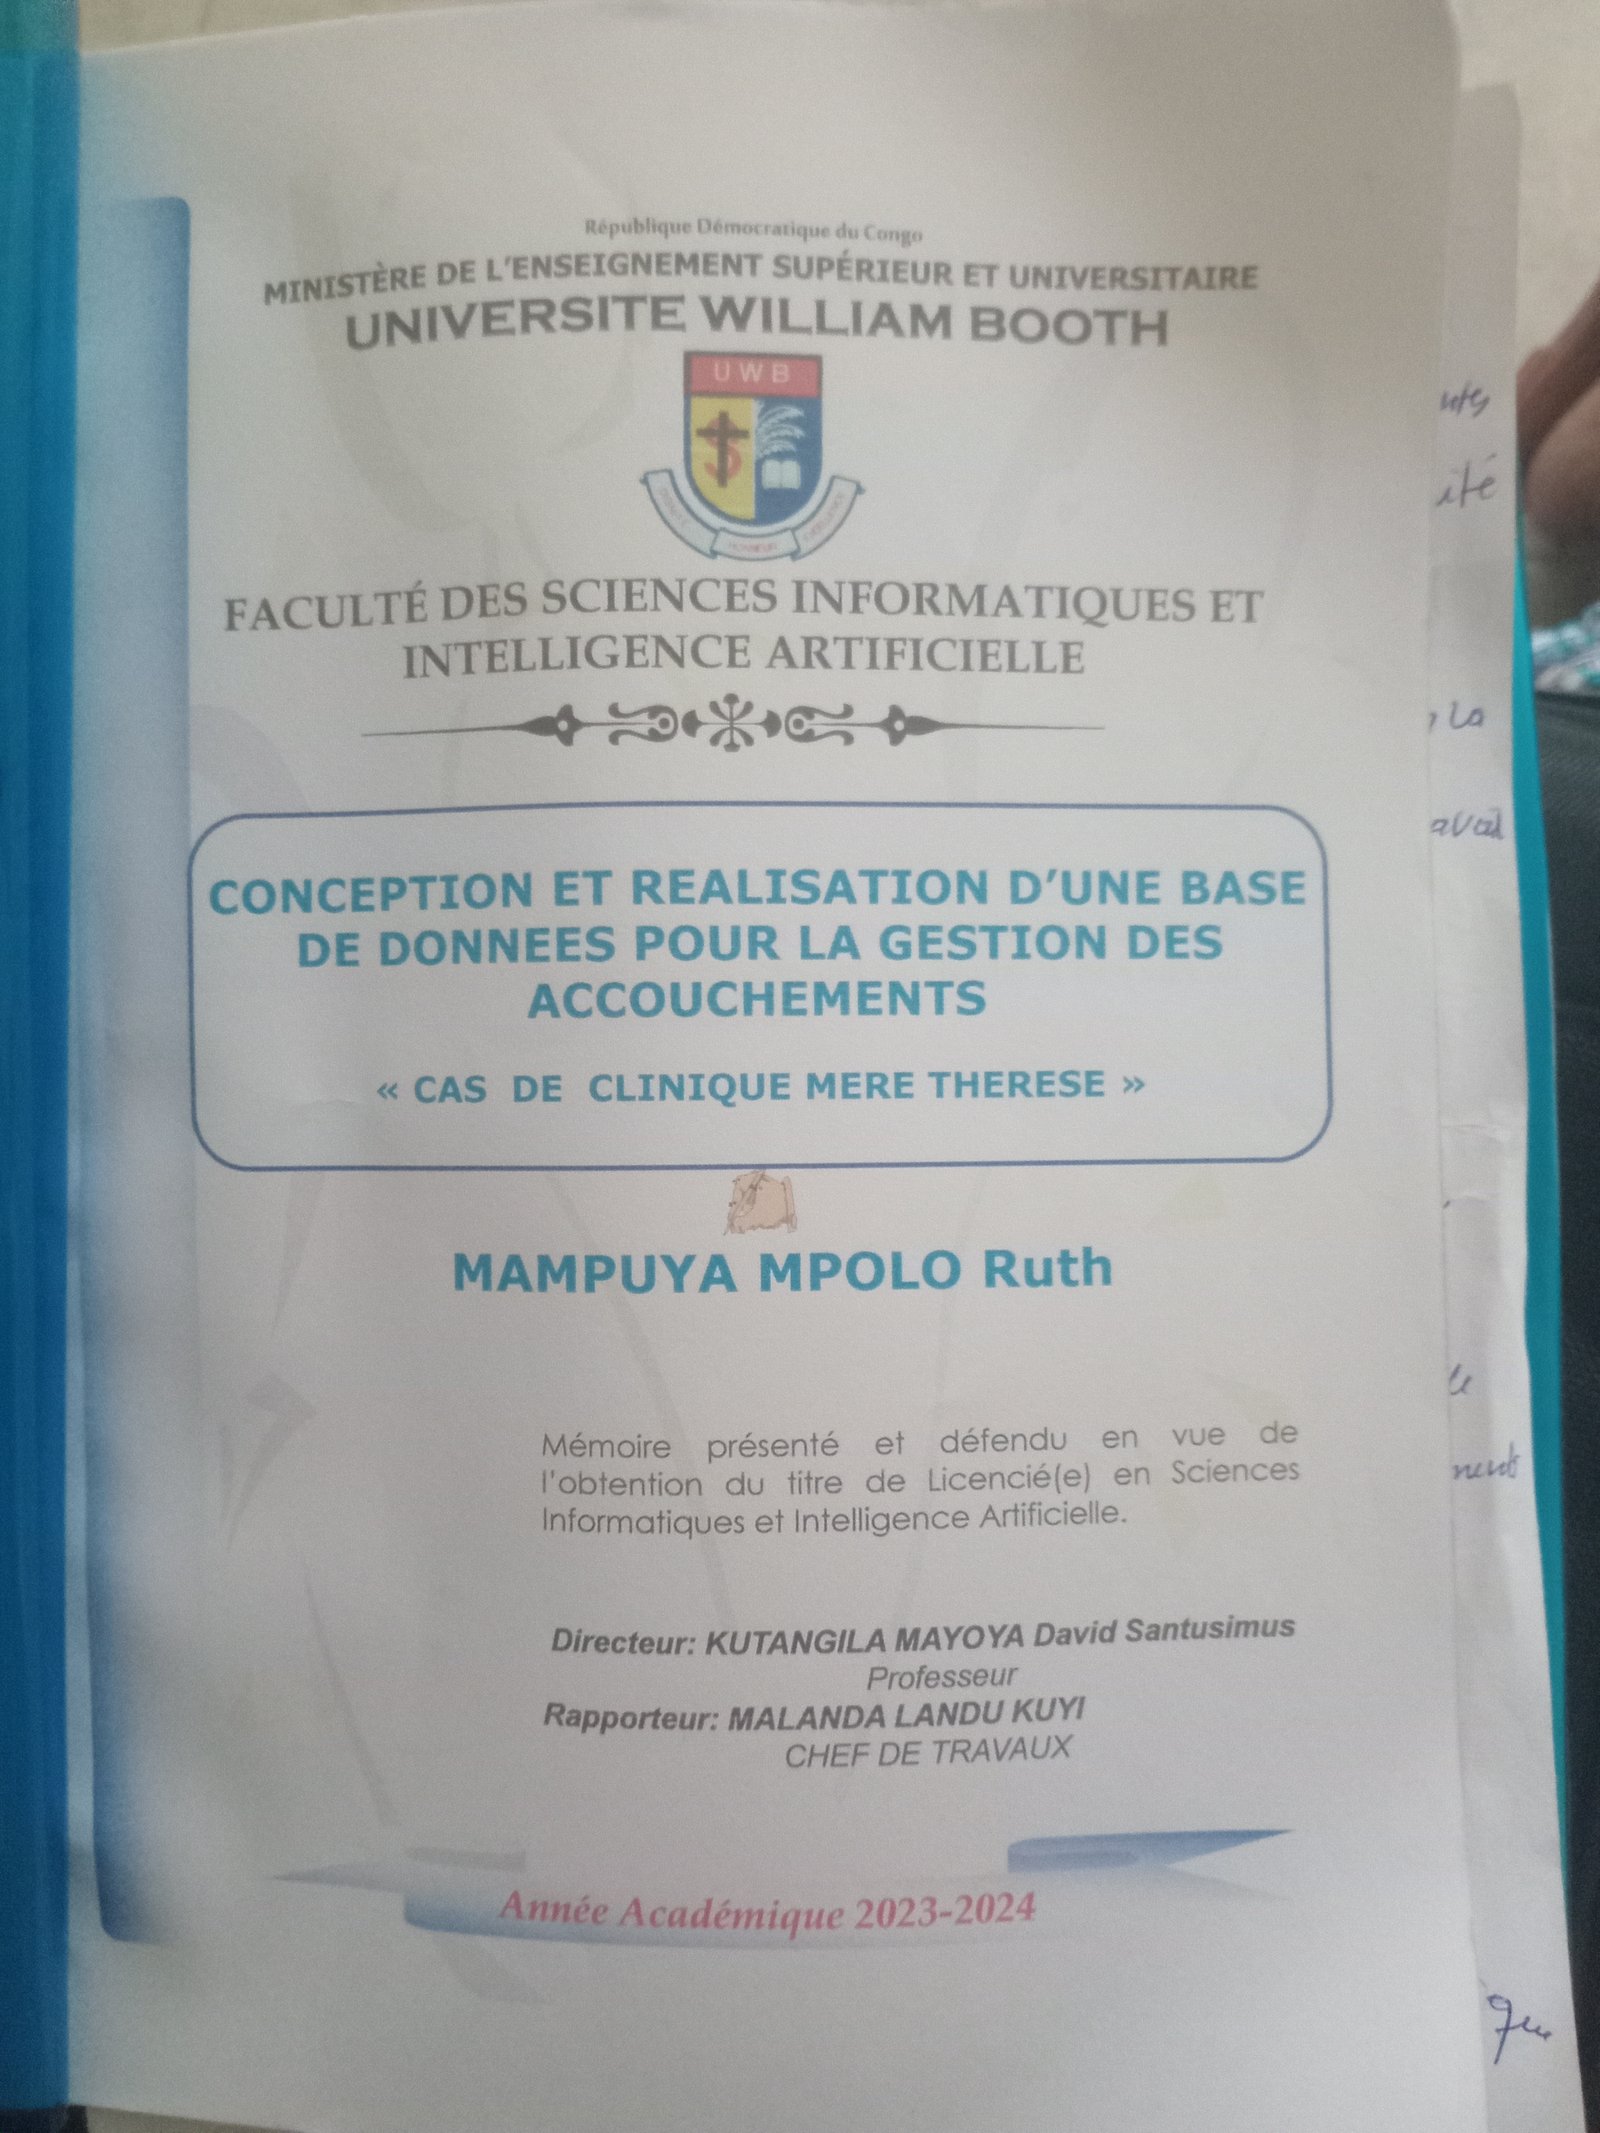 République Démocratique du Congo
MINISTÈRE DE L'ENSEIGNEMENT SUPÉRIEUR ET UNIVERSITAIRE
UNIVERSITE WILLIAM BOOTH
UWB
HONNEUR
FACULTÉ DES SCIENCES INFORMATIQUES ET
INTELLIGENCE ARTIFICIELLE
CONCEPTION ET REALISATION D'UNE BASE
DE DONNEES POUR LA GESTION DES
ACCOUCHEMENTS
« CAS DE CLINIQUE MERE THERESE »
MAMPUYA MPOLO Ruth
Mémoire présenté et défendu en vue de
l'obtention du titre de Licencié(e) en Sciences
Informatiques et Intelligence Artificielle.
Directeur: KUTANGILA MAYOYA David Santusimus
Professeur
Rapporteur: MALANDA LANDU KUYI
CHEF DE TRAVAUX
Année Académique 2023-2024
ité
la
le